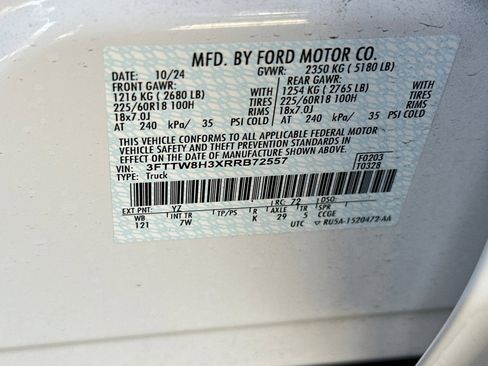 MFD. BY FORD MOTOR CO.
DATE: 10/24 GVWR: 2350 KG ( 5180 LB)
FRONT GAWR: REAR GAWR:
1216 KG ( 2680 LB) 1254 KG ( 2765 LB)
225/60R18 100H TIRES 225/60R18 100H TIRES
18x7.0J RIMS 18x7.0J RIMS
AT 240 kPa/ 35 PSI COLD AT 240 kPa/ 35 PSI COLD
THIS VEHICLE CONFORMS TO ALL APPLICABLE FEDERAL MOTOR
VEHICLE SAFETY AND THEFT PREVENTION STANDARDS IN
EFFECT ON THE DATE OF MANUFACTURE SHOWN ABOVE.
VIN: 3FTTW8H3XRRB72557 F0203
TYPE: Truck T0328
EXT PNT: YZ RC: 72 DSO:
WB INT TR TP/PS R AXLE TR SPR
121 7W K 29 5 CCGE
UTC RU5A-1520472-AA